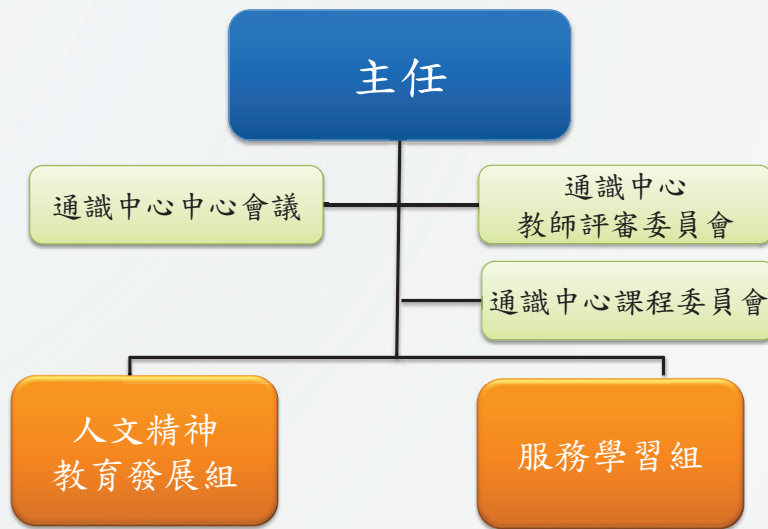 主任
通識中心中心會議
通識中心
教師評審委員會
通識中心課程委員會
人文精神
教育發展組
服務學習組